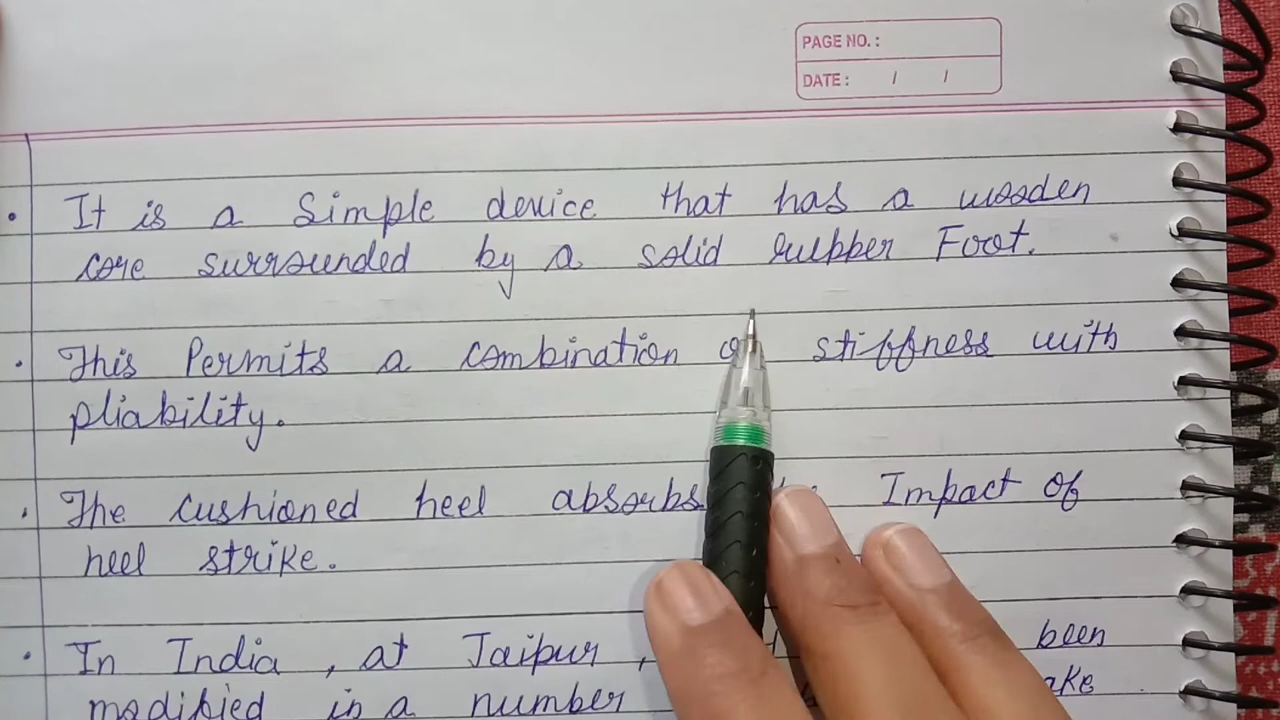 PAGE NO. :
DATE : / /
• It is a Simple device that has a wooden
core surrounded by a solid rubber Foot.
• This Permits a combination stiffness with
pliability.
• The cushioned heel absorbs Impact of
heel strike.
• In India, at Jaipur, been
modified in a number